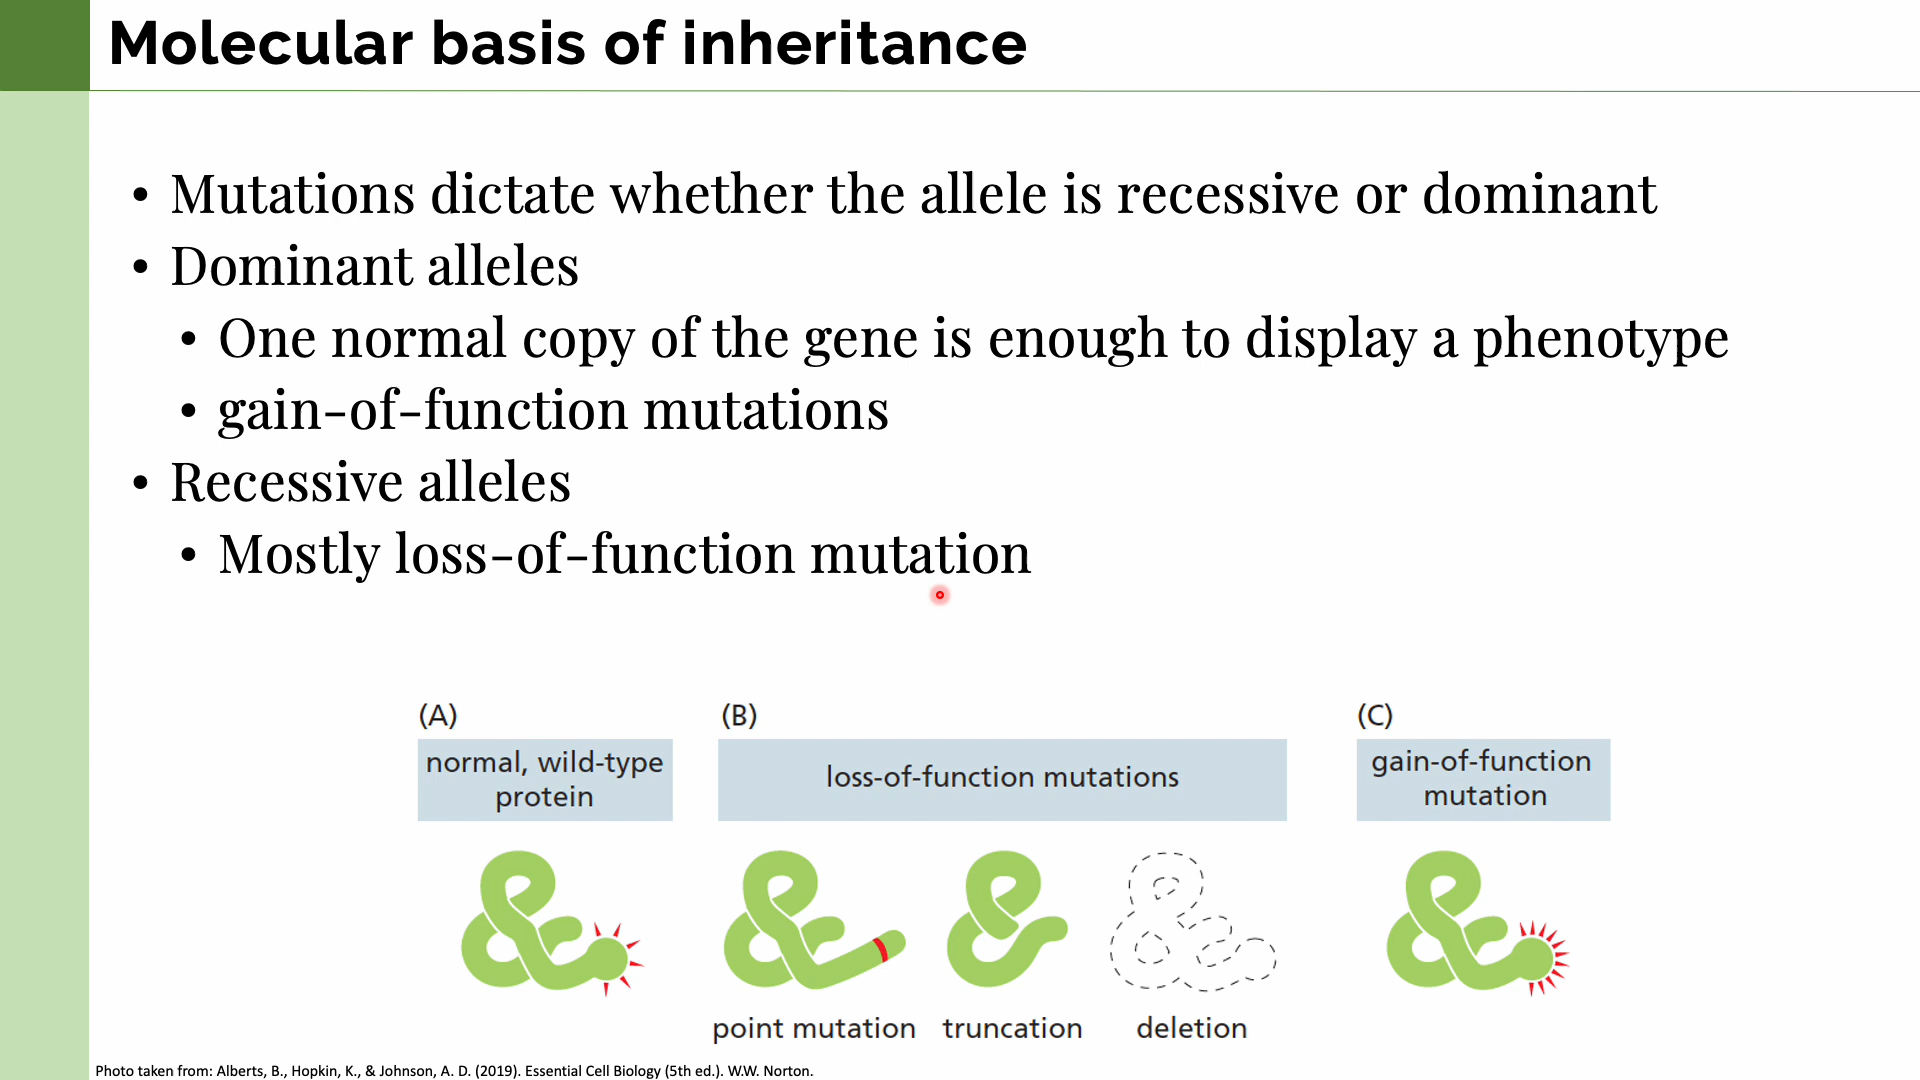 Molecular basis of inheritance
• Mutations dictate whether the allele is recessive or dominant
• Dominant alleles
• One normal copy of the gene is enough to display a phenotype
• gain-of-function mutations
• Recessive alleles
• Mostly loss-of-function mutation
(A)
normal, wild-type
protein
(B)
loss-of-function mutations
point mutation
truncation
deletion
(C)
gain-of-function
mutation
Photo taken from: Alberts, B., Hopkin, K., & Johnson, A. D. (2019). Essential Cell Biology (5th ed.). W.W. Norton.